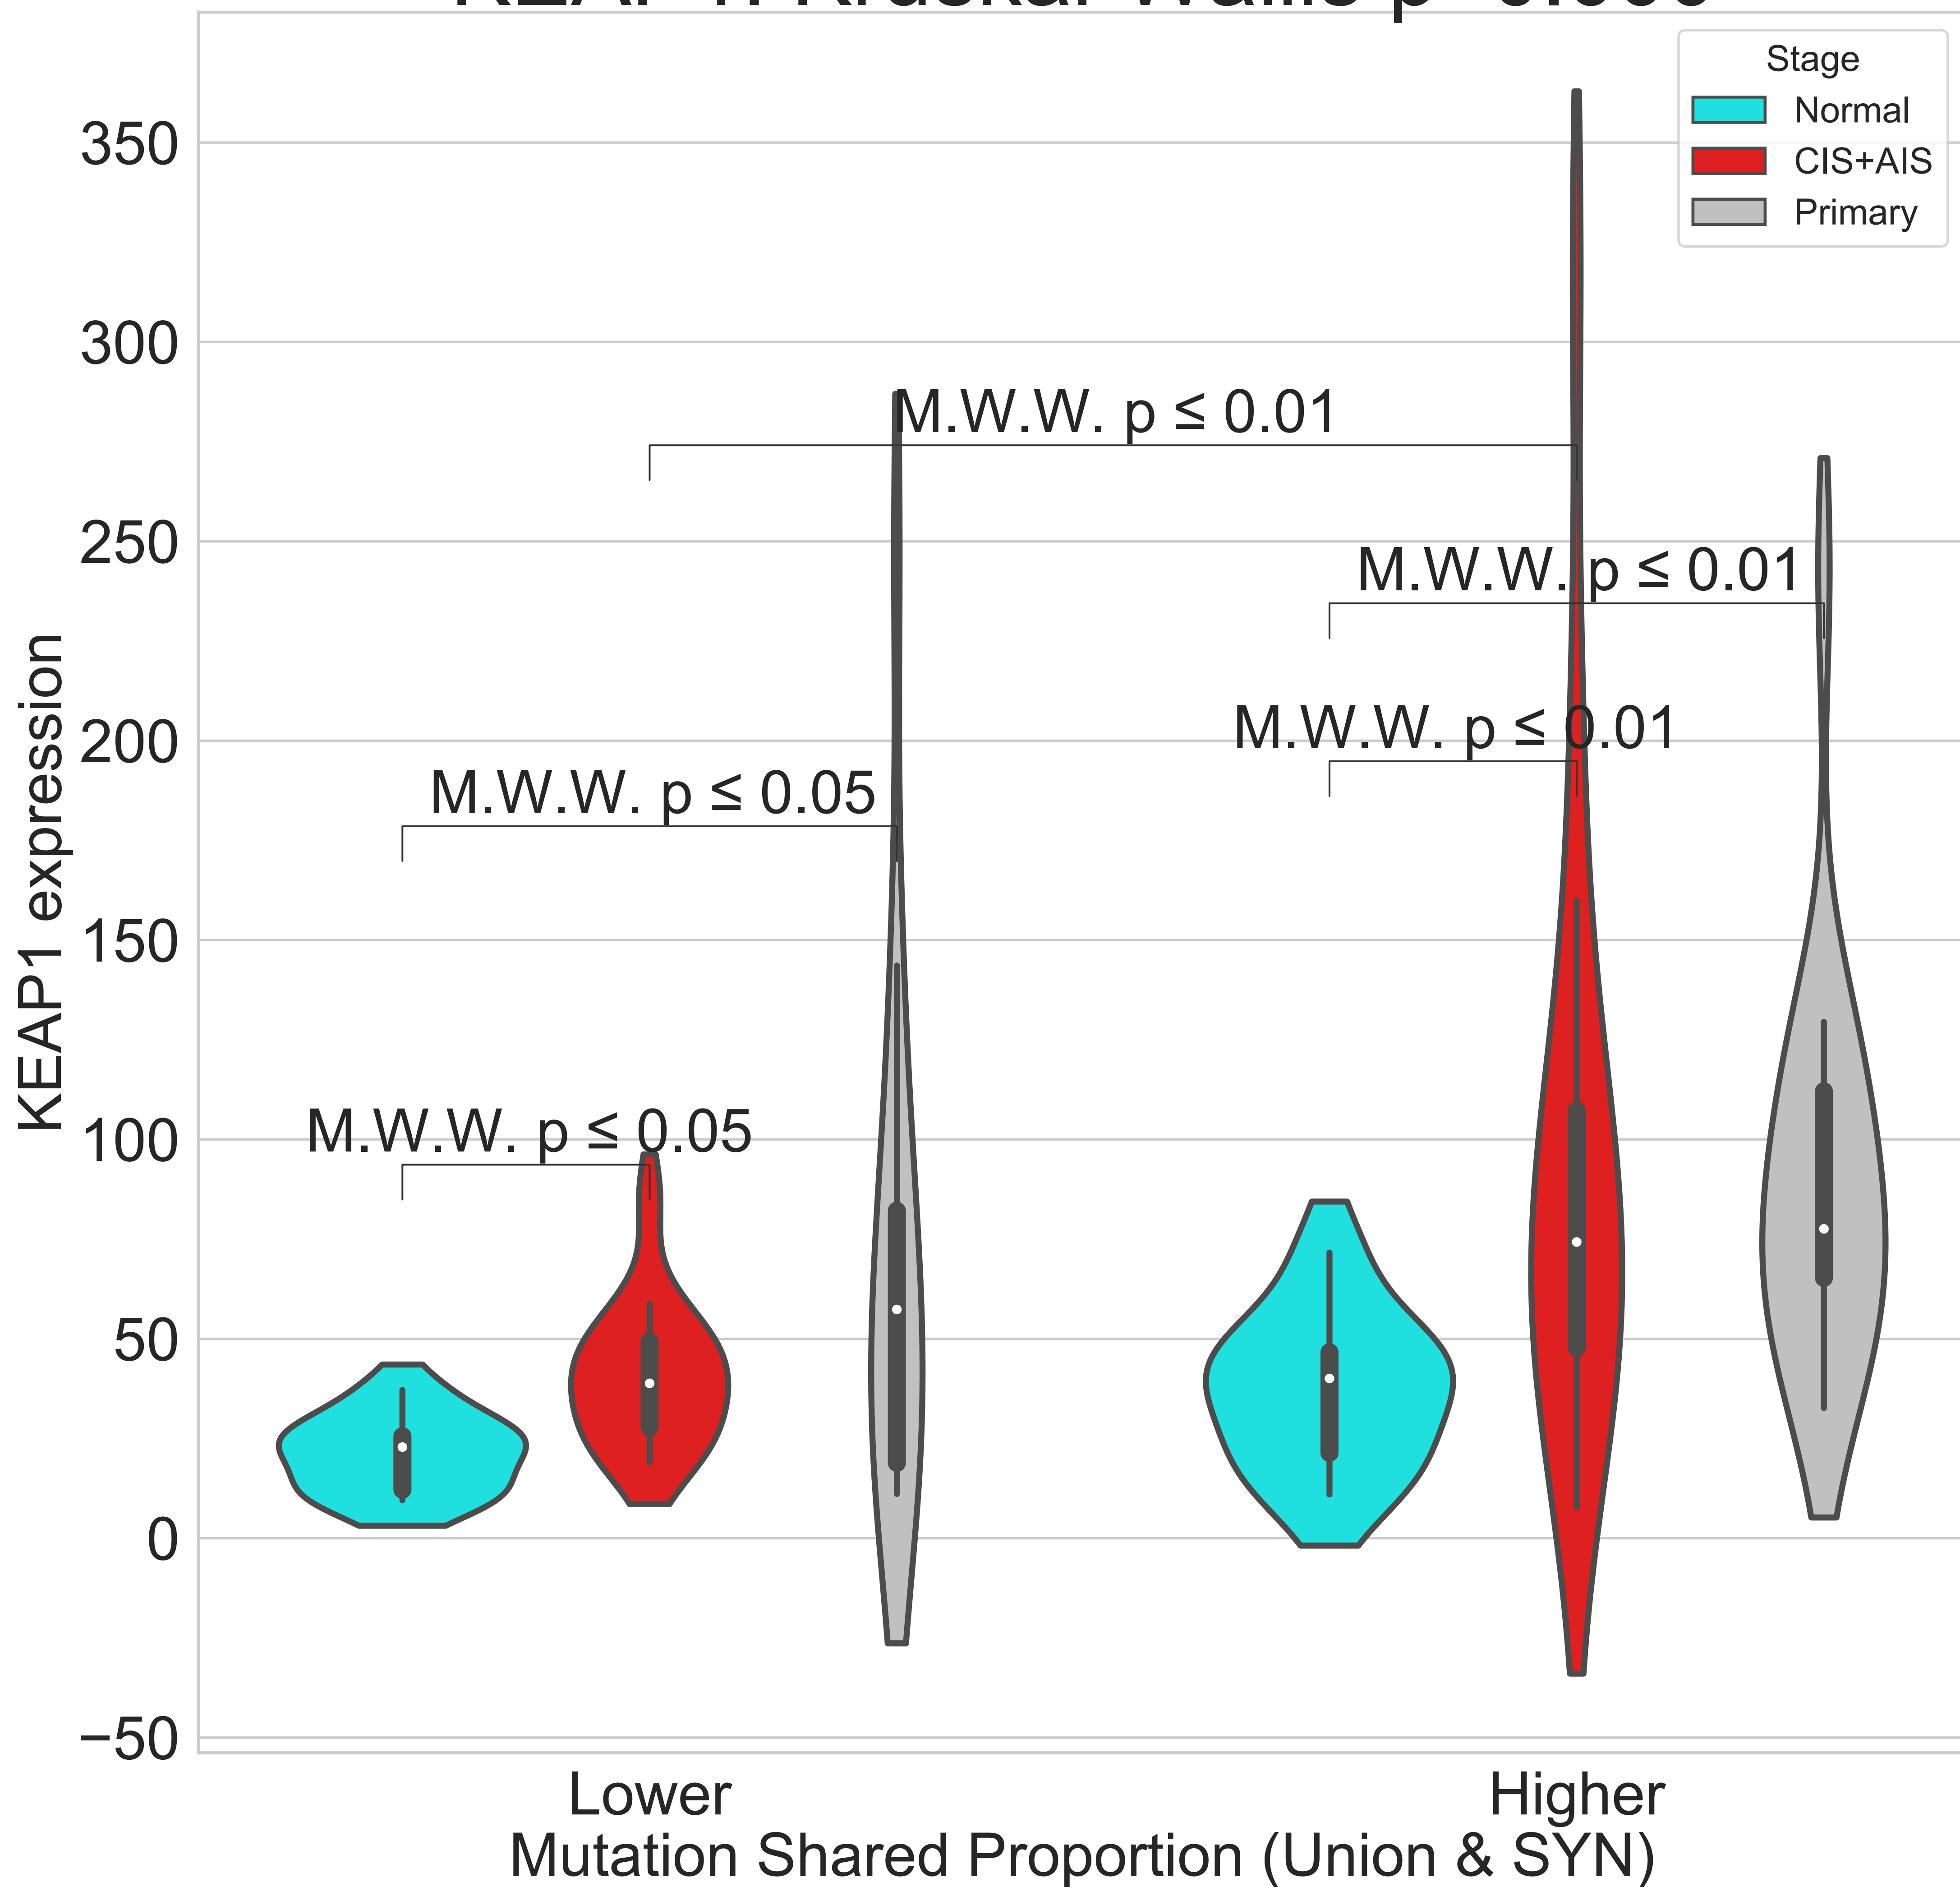 Stage
Normal
CIS+AIS
Primary
350
300
250
200
150
100
50
0
−50
KEAP1 expression
M.W.W. p ≤ 0.01
M.W.W. p ≤ 0.01
M.W.W. p ≤ 0.01
M.W.W. p ≤ 0.05
M.W.W. p ≤ 0.05
Lower
Higher
Mutation Shared Proportion (Union & SYN)